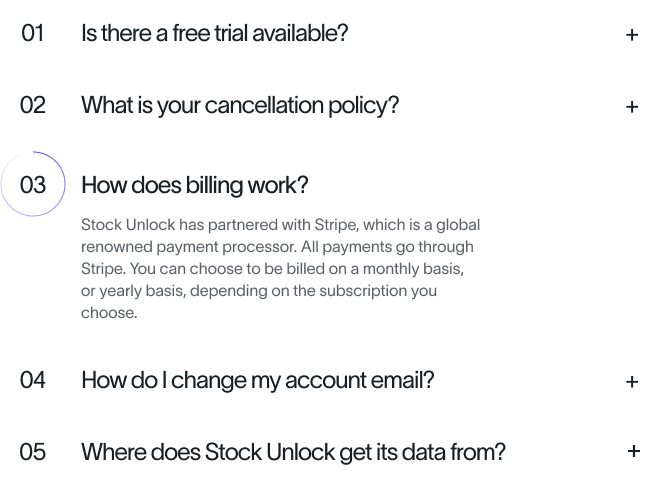 01 Is there a free trial available? +
02 What is your cancellation policy? +
03 How does billing work?
Stock Unlock has partnered with Stripe, which is a global
renowned payment processor. All payments go through
Stripe. You can choose to be billed on a monthly basis,
or yearly basis, depending on the subscription you
choose.
04 How do I change my account email? +
05 Where does Stock Unlock get its data from? +